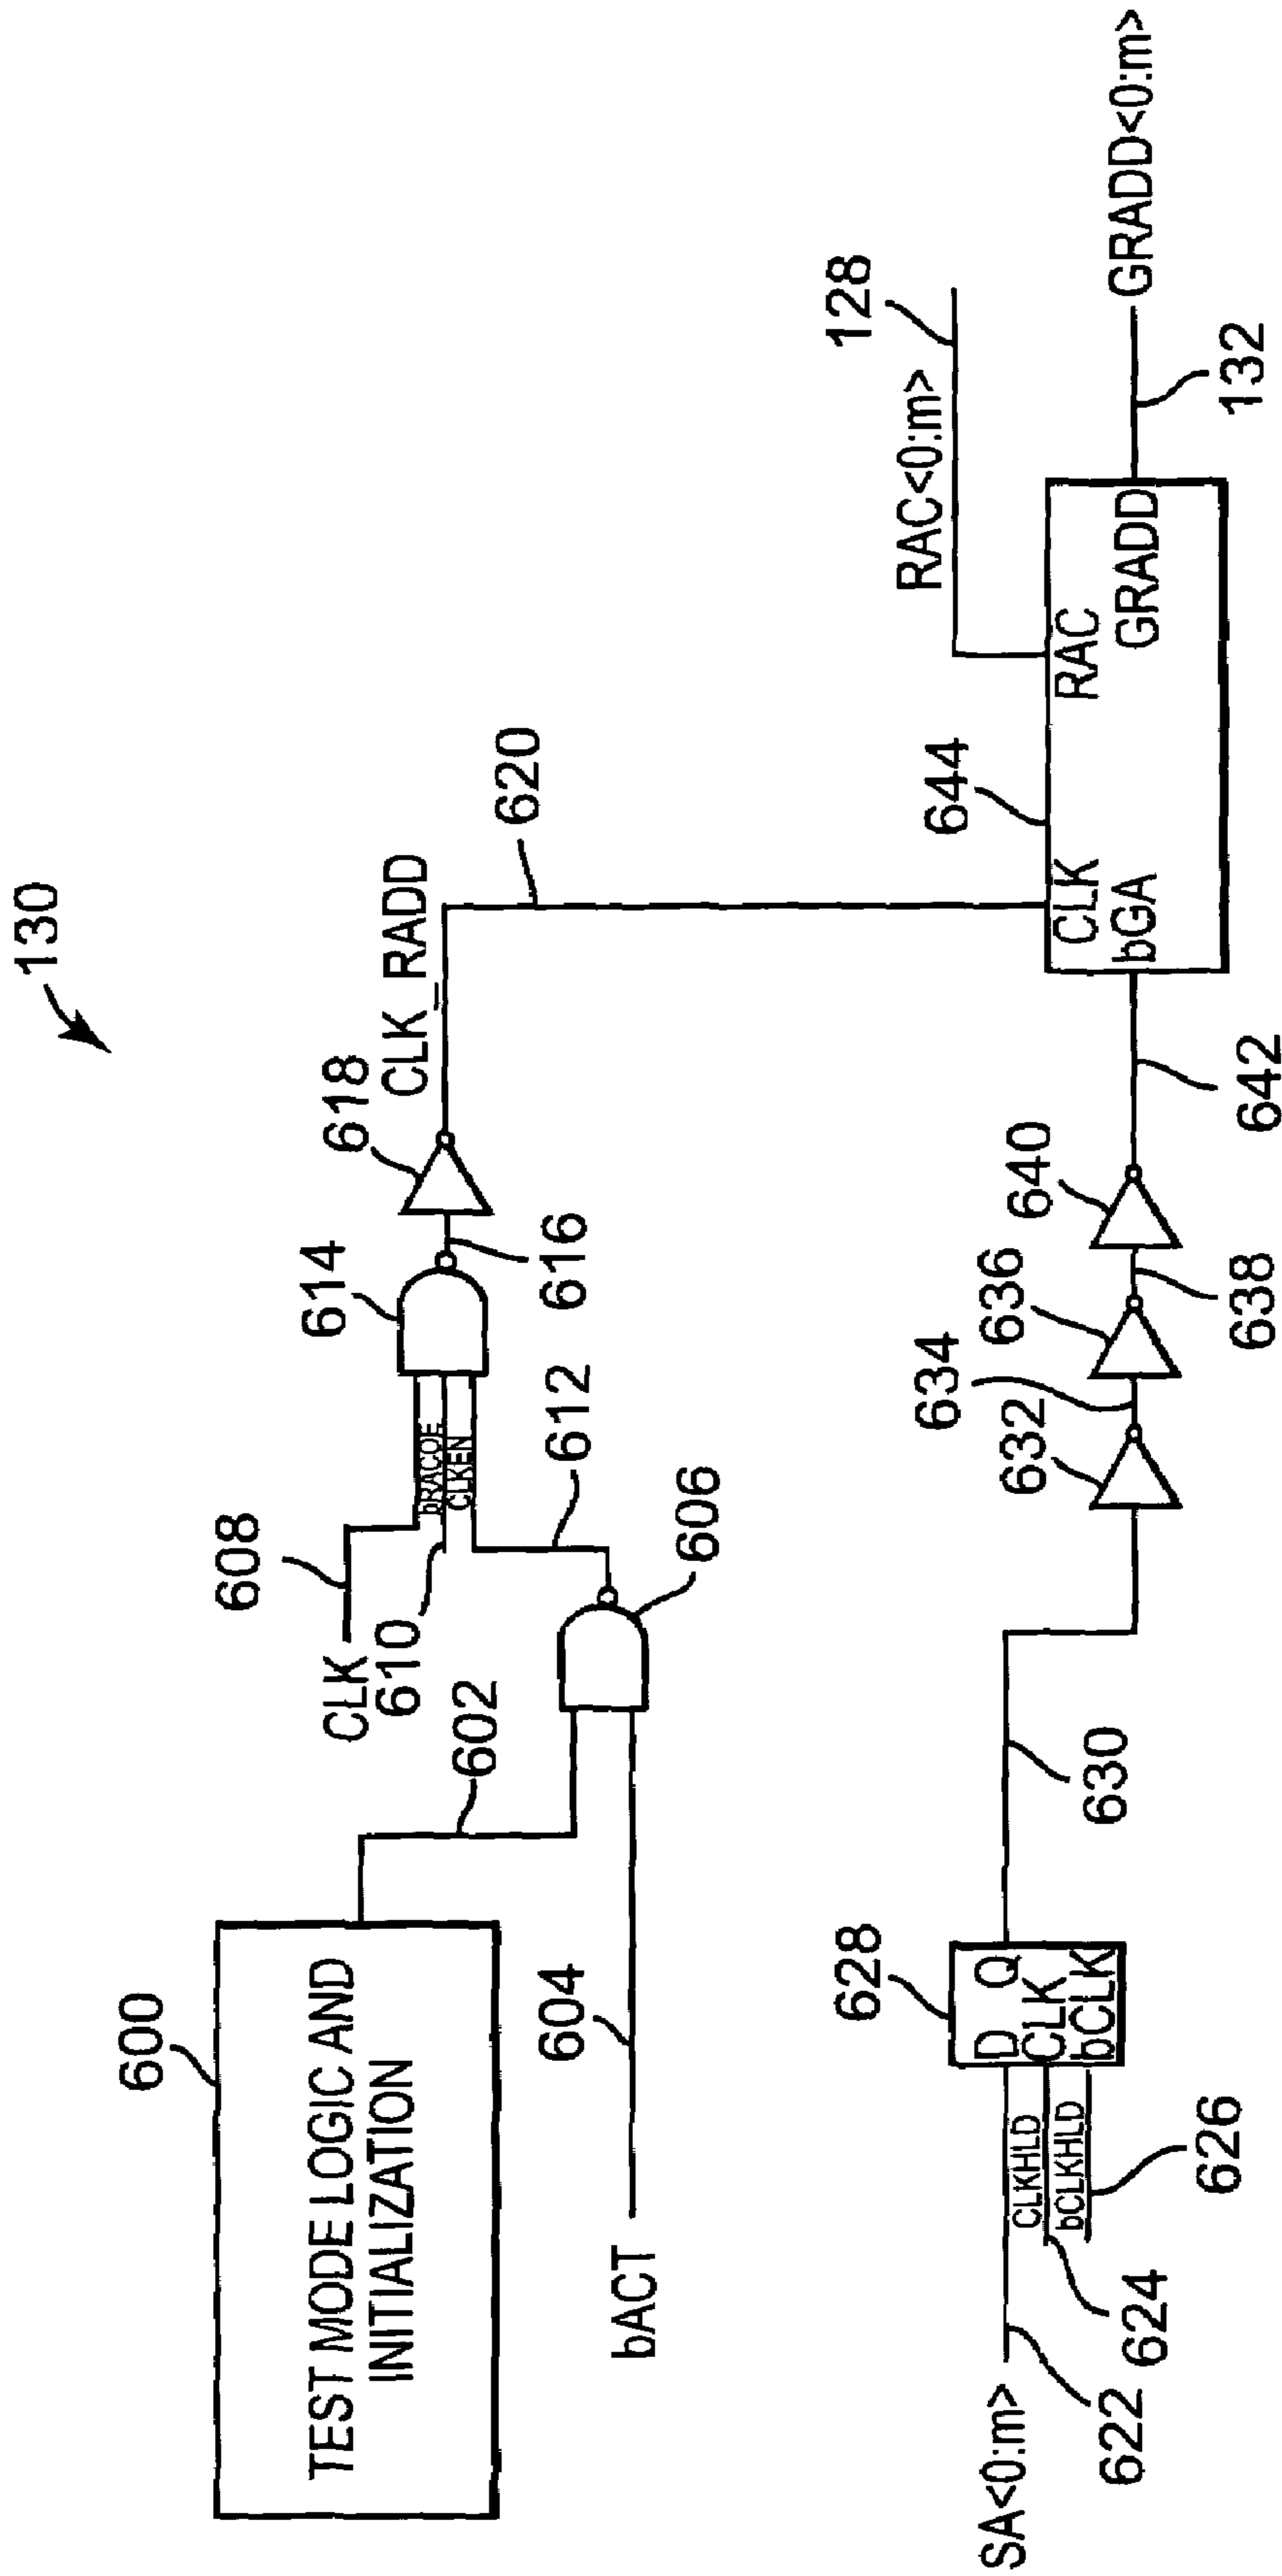 130
600
TEST MODE LOGIC AND
INITIALIZATION
602
604
bACT
606
608
CLK
610
bRACOE
CLKEN
612
614
616
618
CLK_RADD
620
SA<0:m>
622
CLKHLD
bCLKHLD
624
626
628
D Q
CLK
bCLK
630
632
634
636
638
640
642
644
CLK
bGA
RAC
GRADD
RAC<0:m>
128
GRADD<0:m>
132